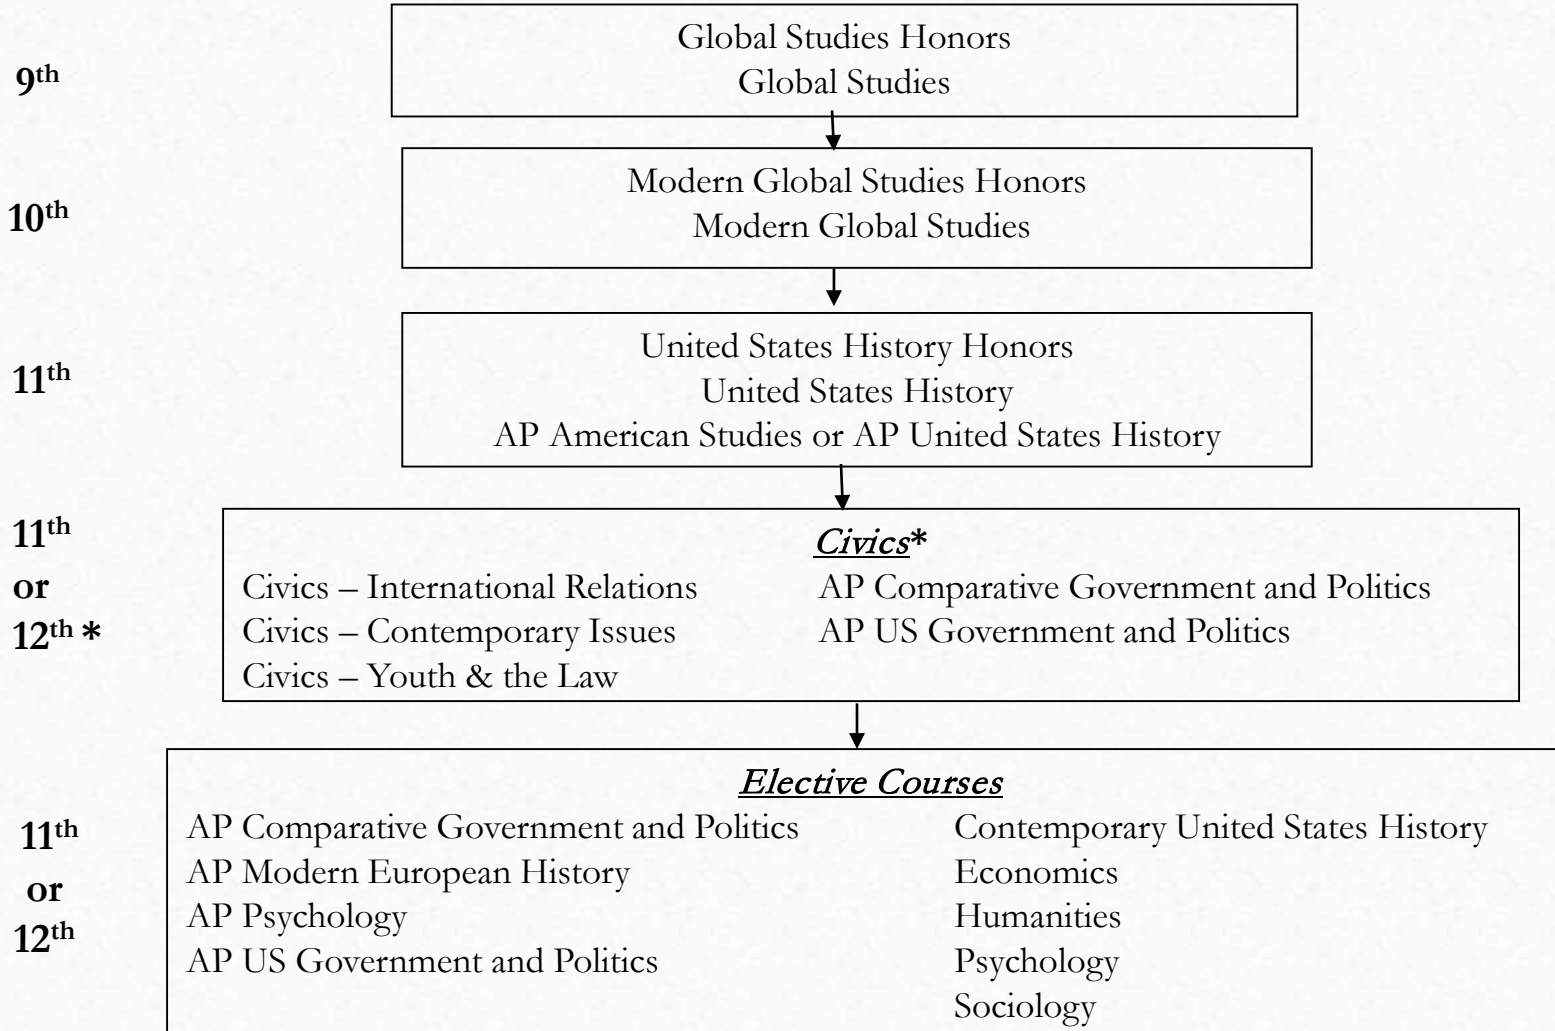 9th
Global Studies Honors
Global Studies
10th
Modern Global Studies Honors
Modern Global Studies
11th
United States History Honors
United States History
AP American Studies or AP United States History
11th
or
12th *
Civics*
Civics – International Relations
Civics – Contemporary Issues
Civics – Youth & the Law
AP Comparative Government and Politics
AP US Government and Politics
11th
or
12th
Elective Courses
AP Comparative Government and Politics
AP Modern European History
AP Psychology
AP US Government and Politics
Contemporary United States History
Economics
Humanities
Psychology
Sociology